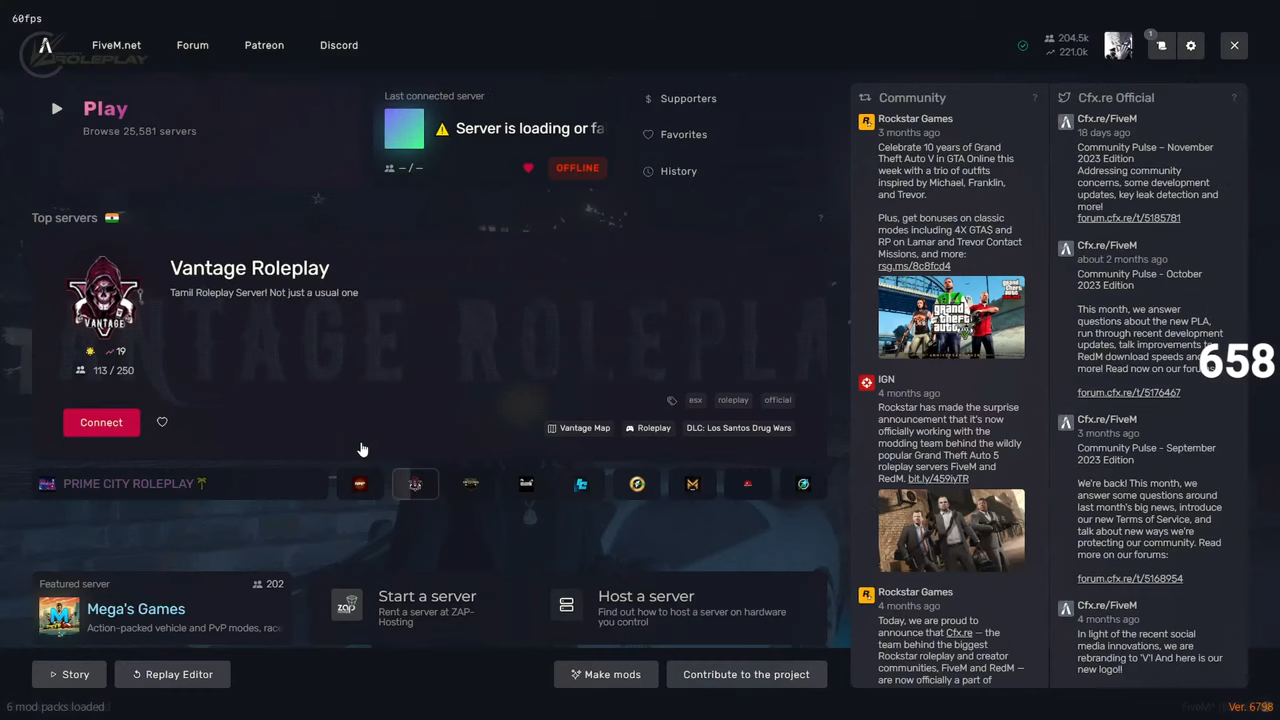 60fps
ROLEPLAY
FiveM.net
Forum
Patreon
Discord
204.5k
221.0k
1
Play
Browse 25,581 servers
Last connected server
Server is loading or fa
– / –
OFFLINE
$ Supporters
Favorites
History
Top servers
?
Vantage Roleplay
Tamil Roleplay Server! Not just a usual one
VANTAGE
19
113 / 250
Connect
esx
roleplay
official
Vantage Map
Roleplay
DLC: Los Santos Drug Wars
PRIME CITY ROLEPLAY
Featured server
202
Mega's Games
Action-packed vehicle and PvP modes, race
zap
Start a server
Rent a server at ZAP-
Hosting
Host a server
Find out how to host a server on hardware
you control
Story
Replay Editor
Make mods
Contribute to the project
6 mod packs loaded
Community
?
Rockstar Games
3 months ago
Celebrate 10 years of Grand
Theft Auto V in GTA Online this
week with a trio of outfits
inspired by Michael, Franklin,
and Trevor.
Plus, get bonuses on classic
modes including 4X GTA$ and
RP on Lamar and Trevor Contact
Missions, and more:
rsg.ms/8c8fcd4
grand
theft
auto
IGN
4 months ago
Rockstar has made the surprise
announcement that it's now
officially working with the
modding team behind the wildly
popular Grand Theft Auto 5
roleplay servers FiveM and
RedM. bit.ly/459iyTR
Rockstar Games
4 months ago
Today, we are proud to
announce that Cfx.re — the
team behind the biggest
Rockstar roleplay and creator
communities, FiveM and RedM —
are now officially a part of
Cfx.re Official
?
Cfx.re/FiveM
18 days ago
Community Pulse – November
2023 Edition
Addressing community
concerns, some development
updates, key leak detection and
more!
forum.cfx.re/t/5185781
Cfx.re/FiveM
about 2 months ago
Community Pulse – October
2023 Edition
This month, we answer
questions about the new PLA,
run through recent development
updates, talk improvements to
RedM download speeds and
more! Read now on our forums:
forum.cfx.re/t/5176467
658
Cfx.re/FiveM
3 months ago
Community Pulse – September
2023 Edition
We're back! This month, we
answer some questions around
last month's big news, introduce
our new Terms of Service, and
talk about new ways we're
protecting our community. Read
more on our forums:
forum.cfx.re/t/5168954
Cfx.re/FiveM
4 months ago
In light of the recent social
media innovations, we are
rebranding to 'V'! And here is our
new logo!
Ver. 6798